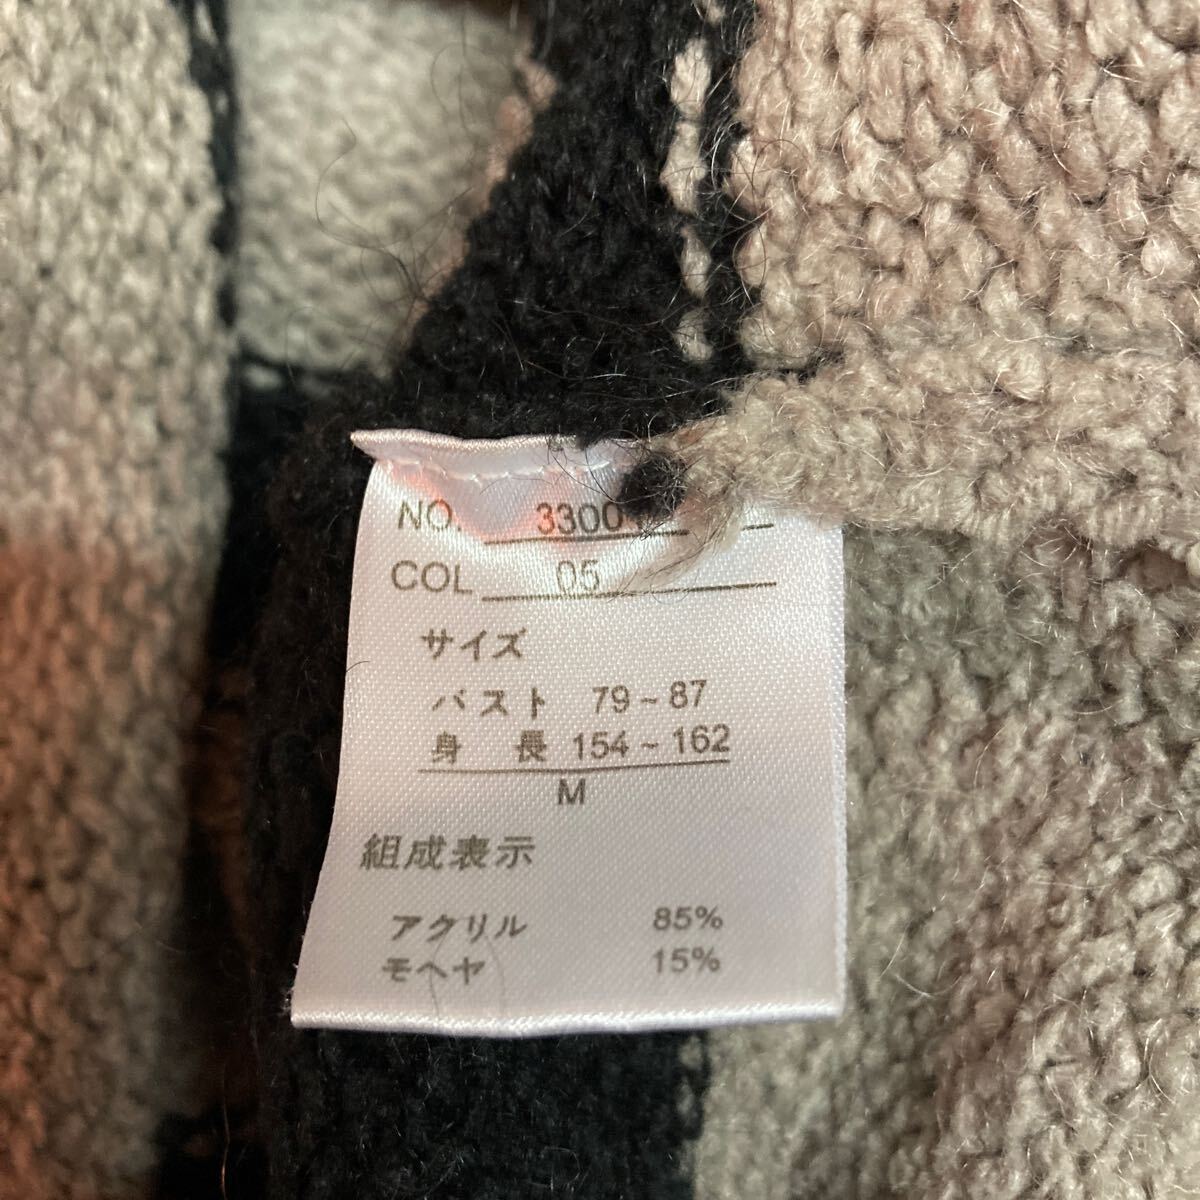 NO. 3300
COL 05
サイズ
バスト 79~87
身 長 154~162
M
組成表示
アクリル 85%
モヘヤ 15%